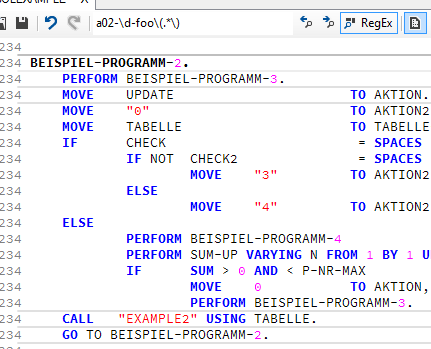 a02-\d-foo\(.*\) RegEx
234
234 BEISPIEL-PROGRAMM-2.
234 PERFORM BEISPIEL-PROGRAMM-3.
234 MOVE UPDATE TO AKTION.
234 MOVE "0" TO AKTION2
234 MOVE TABELLE TO TABELLE
234 IF CHECK = SPACES
234 IF NOT CHECK2 = SPACES
234 MOVE "3" TO AKTION2
234 ELSE
234 MOVE "4" TO AKTION2
234 ELSE
234 PERFORM BEISPIEL-PROGRAMM-4
234 PERFORM SUM-UP VARYING N FROM 1 BY 1 U
234 IF SUM > 0 AND < P-NR-MAX
234 MOVE 0 TO AKTION,
234 PERFORM BEISPIEL-PROGRAMM-3.
234 CALL "EXAMPLE2" USING TABELLE.
234 GO TO BEISPIEL-PROGRAMM-2.